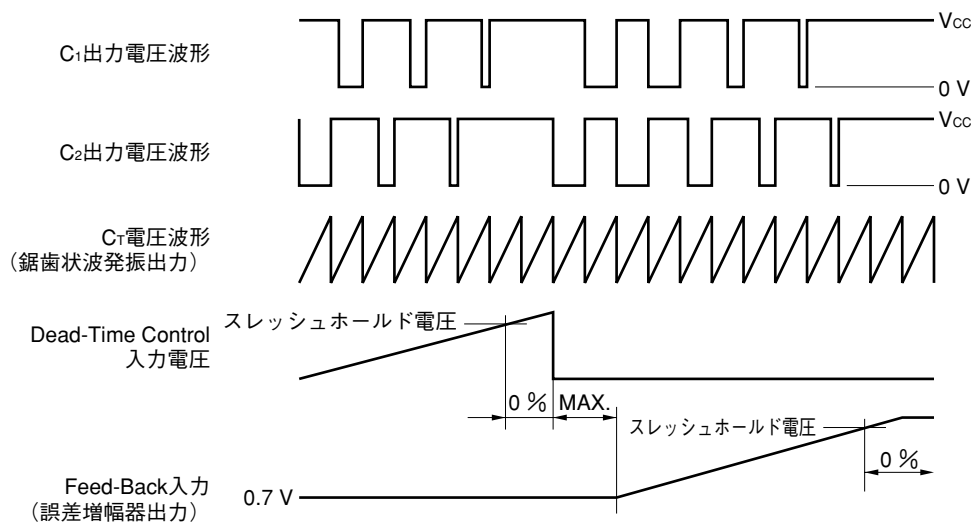 VCC
C1出力電圧波形
0 V
VCC
C2出力電圧波形
0 V
CT電圧波形
（鋸歯状波発振出力）
スレッシュホールド電圧
Dead-Time Control
入力電圧
0 % MAX.
スレッシュホールド電圧
0 %
Feed-Back入力
（誤差増幅器出力）
0.7 V